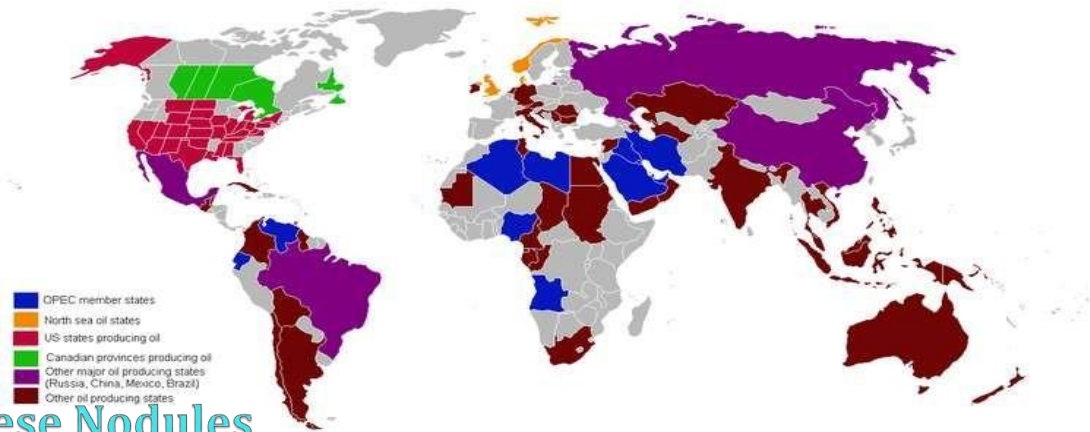 OPEC member states
North sea oil states
US states producing oil
Canadian provinces producing oil
Other major oil producing states
(Russia, China, Mexico, Brazil)
Other oil producing states
ese Nodules